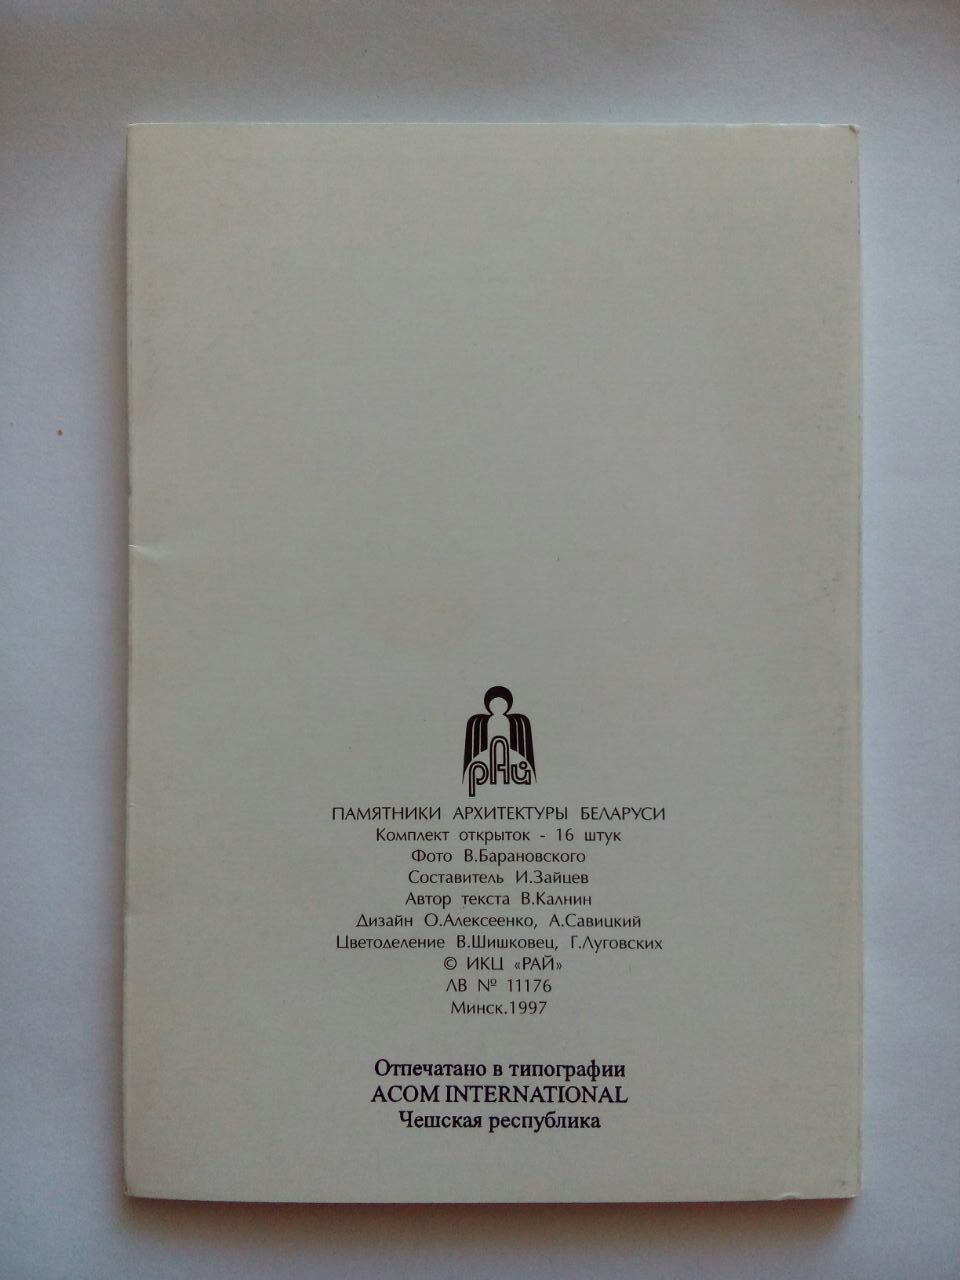 рАй
ПАМЯТНИКИ АРХИТЕКТУРЫ БЕЛАРУСИ
Комплект открыток - 16 штук
Фото В.Барановского
Составитель И.Зайцев
Автор текста В.Калнин
Дизайн О.Алексеенко, А.Савицкий
Цветоделение В.Шишковец, Г.Луговских
© ИКЦ «РАЙ»
ЛВ № 11176
Минск.1997
Отпечатано в типографии
ACOM INTERNATIONAL
Чешская республика